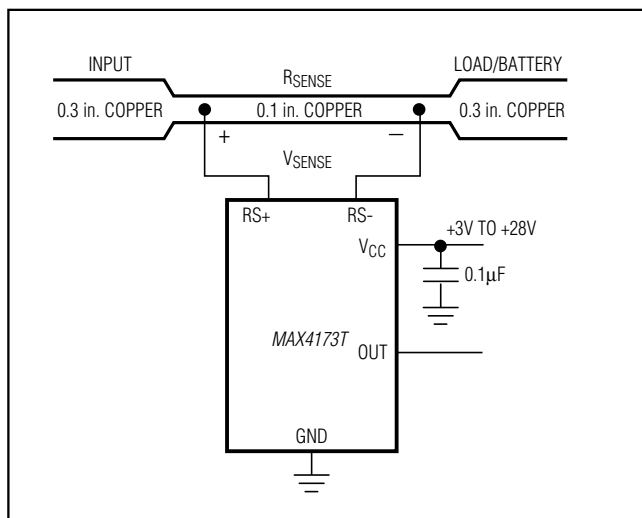 INPUT
LOAD/BATTERY
RSENSE
0.3 in. COPPER
0.1 in. COPPER
0.3 in. COPPER
+
−
VSENSE
RS+
RS-
VCC
+3V TO +28V
0.1µF
MAX4173T
OUT
GND